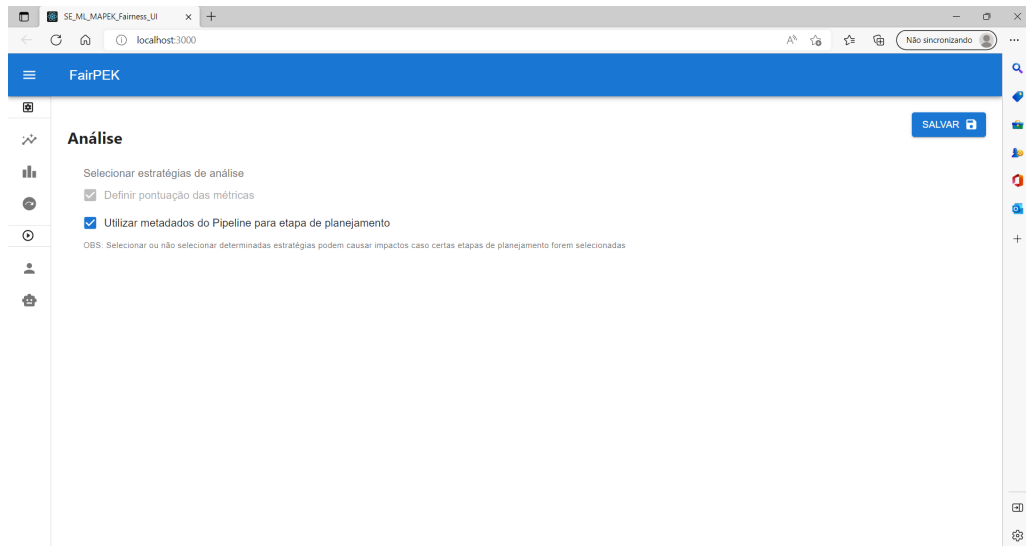 SE_ML_MAPEK_Fairness_UI
localhost:3000
Não sincronizando
FairPEK
SALVAR
Análise
Selecionar estratégias de análise
Definir pontuação das métricas
Utilizar metadados do Pipeline para etapa de planejamento
OBS: Selecionar ou não selecionar determinadas estratégias podem causar impactos caso certas etapas de planejamento forem selecionadas